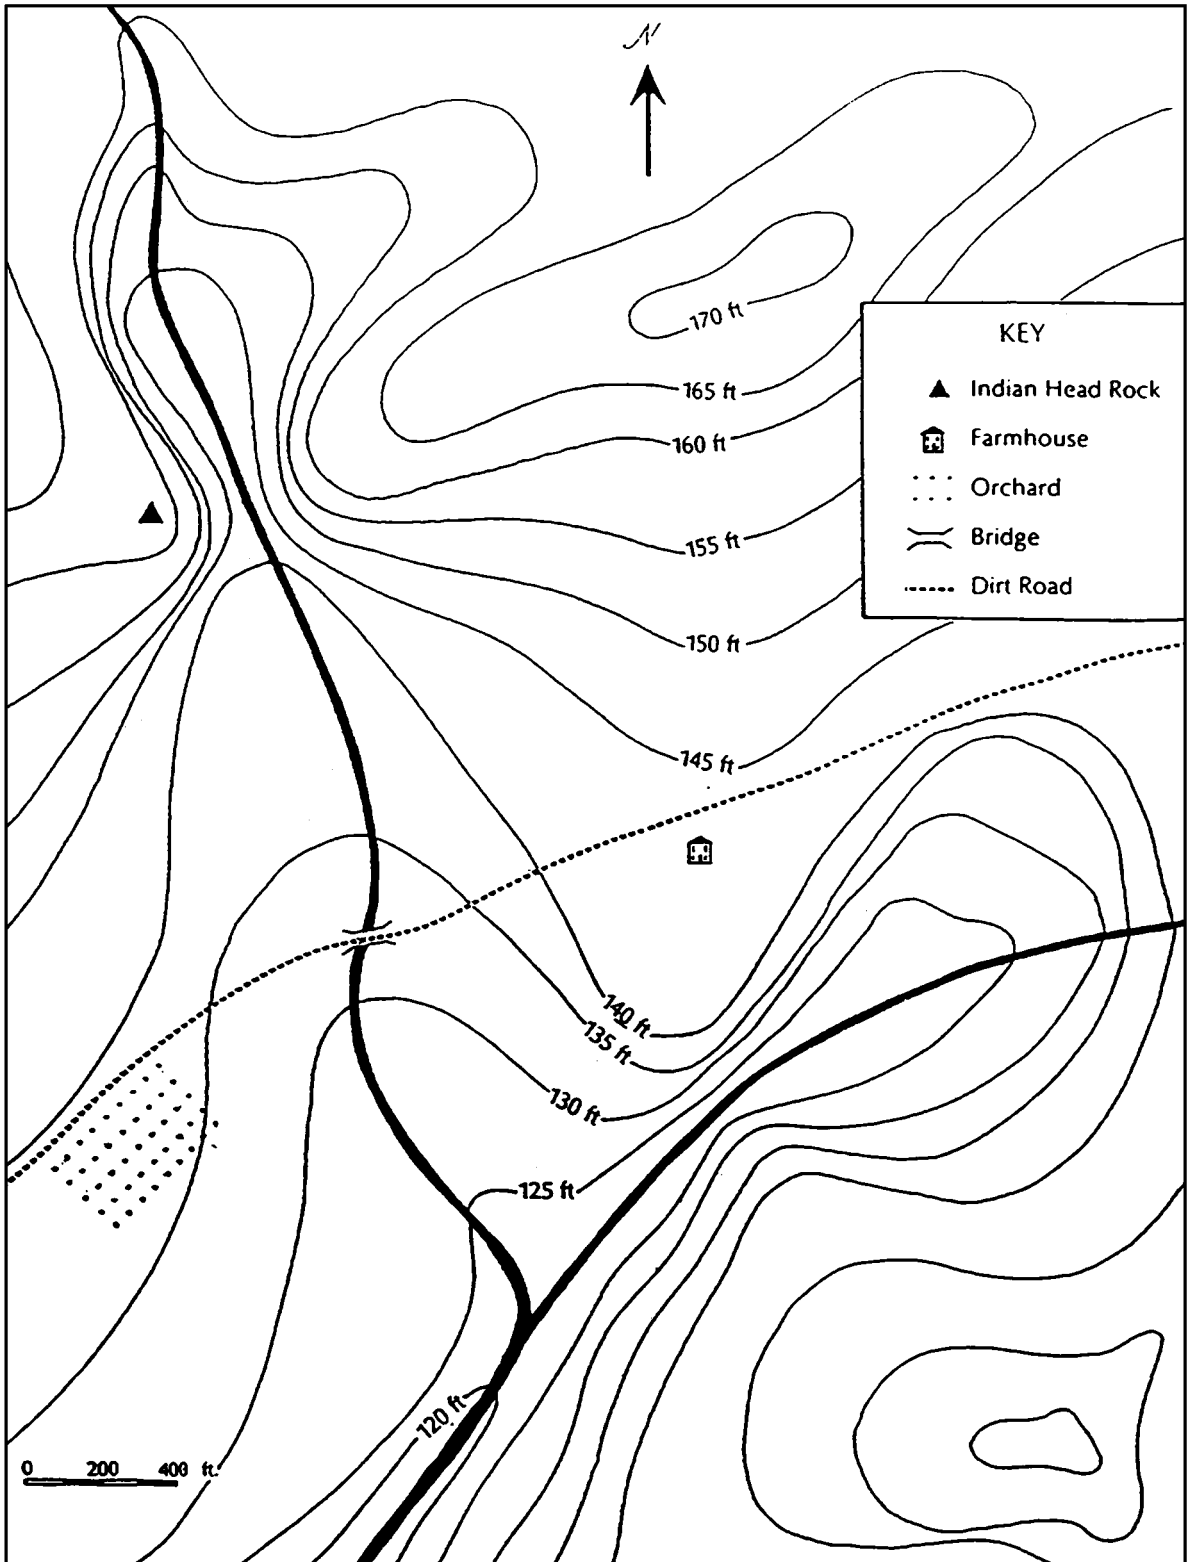 N
170 ft
KEY
Indian Head Rock
165 ft
160 ft
Farmhouse
Orchard
155 ft
Bridge
Dirt Road
150 ft
145 ft
140 ft
135 ft
130 ft
125 ft
120 ft
0 200 400 ft.